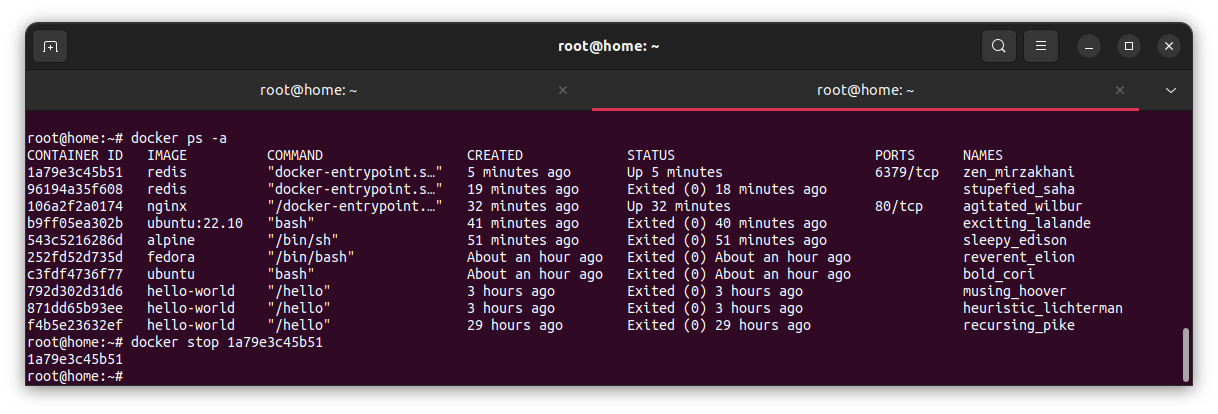 root@home: ~
root@home: ~ root@home: ~
root@home:~# docker ps -a
CONTAINER ID   IMAGE          COMMAND                  CREATED             STATUS                         PORTS      NAMES
1a79e3c45b51   redis          "docker-entrypoint.s…"   5 minutes ago       Up 5 minutes                   6379/tcp   zen_mirzakhani
96194a35f608   redis          "docker-entrypoint.s…"   19 minutes ago      Exited (0) 18 minutes ago                 stupefied_saha
106a2f2a0174   nginx          "/docker-entrypoint.…"   32 minutes ago      Up 32 minutes                  80/tcp     agitated_wilbur
b9ff05ea302b   ubuntu:22.10   "bash"                   41 minutes ago      Exited (0) 40 minutes ago                 exciting_lalande
543c5216286d   alpine         "/bin/sh"                51 minutes ago      Exited (0) 51 minutes ago                 sleepy_edison
252fd52d735d   fedora         "/bin/bash"              About an hour ago   Exited (0) About an hour ago              reverent_elion
c3fdf4736f77   ubuntu         "bash"                   About an hour ago   Exited (0) About an hour ago              bold_cori
792d302d31d6   hello-world    "/hello"                 3 hours ago         Exited (0) 3 hours ago                    musing_hoover
871dd65b93ee   hello-world    "/hello"                 3 hours ago         Exited (0) 3 hours ago                    heuristic_lichterman
f4b5e23632ef   hello-world    "/hello"                 29 hours ago        Exited (0) 29 hours ago                   recursing_pike
root@home:~# docker stop 1a79e3c45b51
1a79e3c45b51
root@home:~#